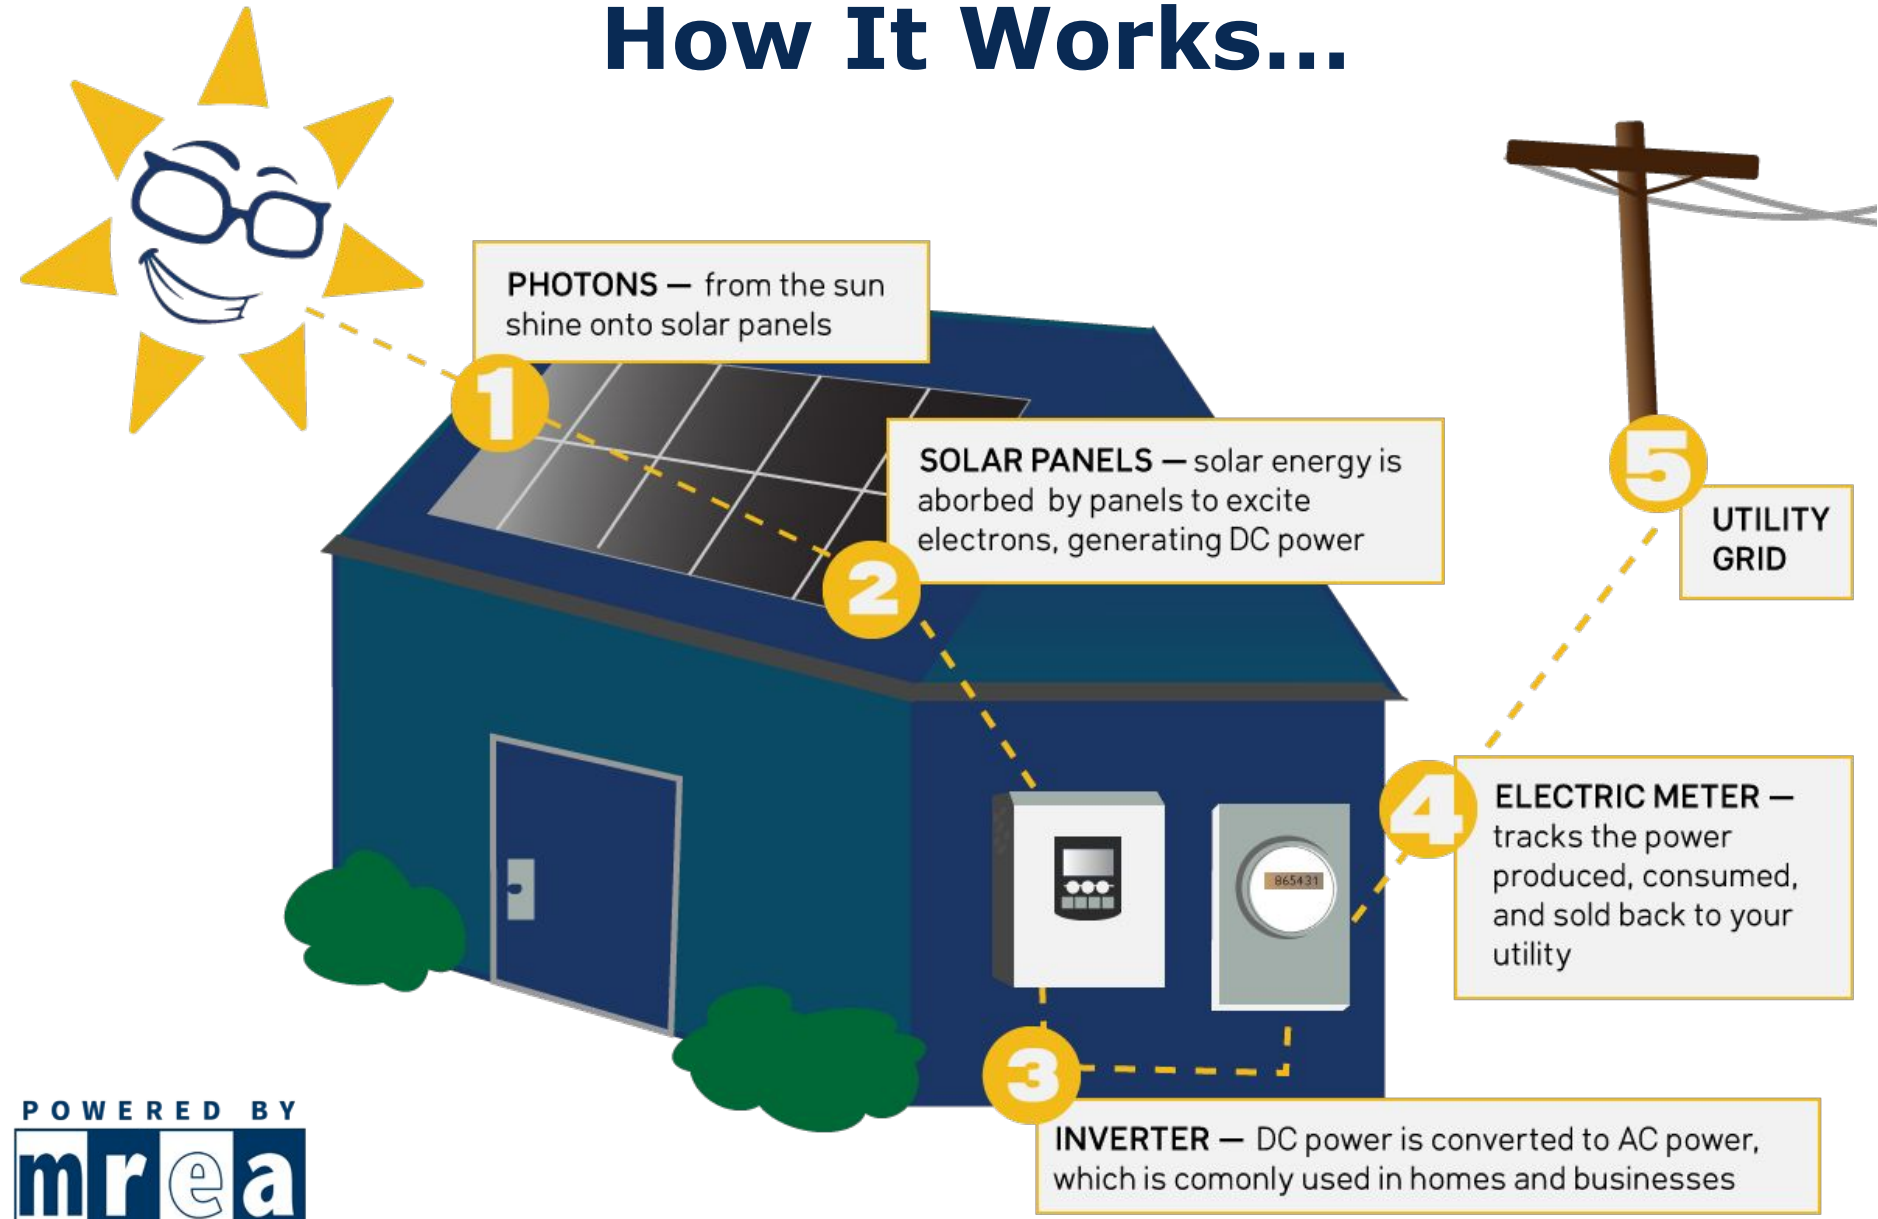 How It Works...
PHOTONS — from the sun
shine onto solar panels
1
SOLAR PANELS — solar energy is
aborbed by panels to excite
electrons, generating DC power
2
5
UTILITY
GRID
4
ELECTRIC METER —
tracks the power
produced, consumed,
and sold back to your
utility
865431
3
INVERTER — DC power is converted to AC power,
which is comonly used in homes and businesses
POWERED BY
mrea